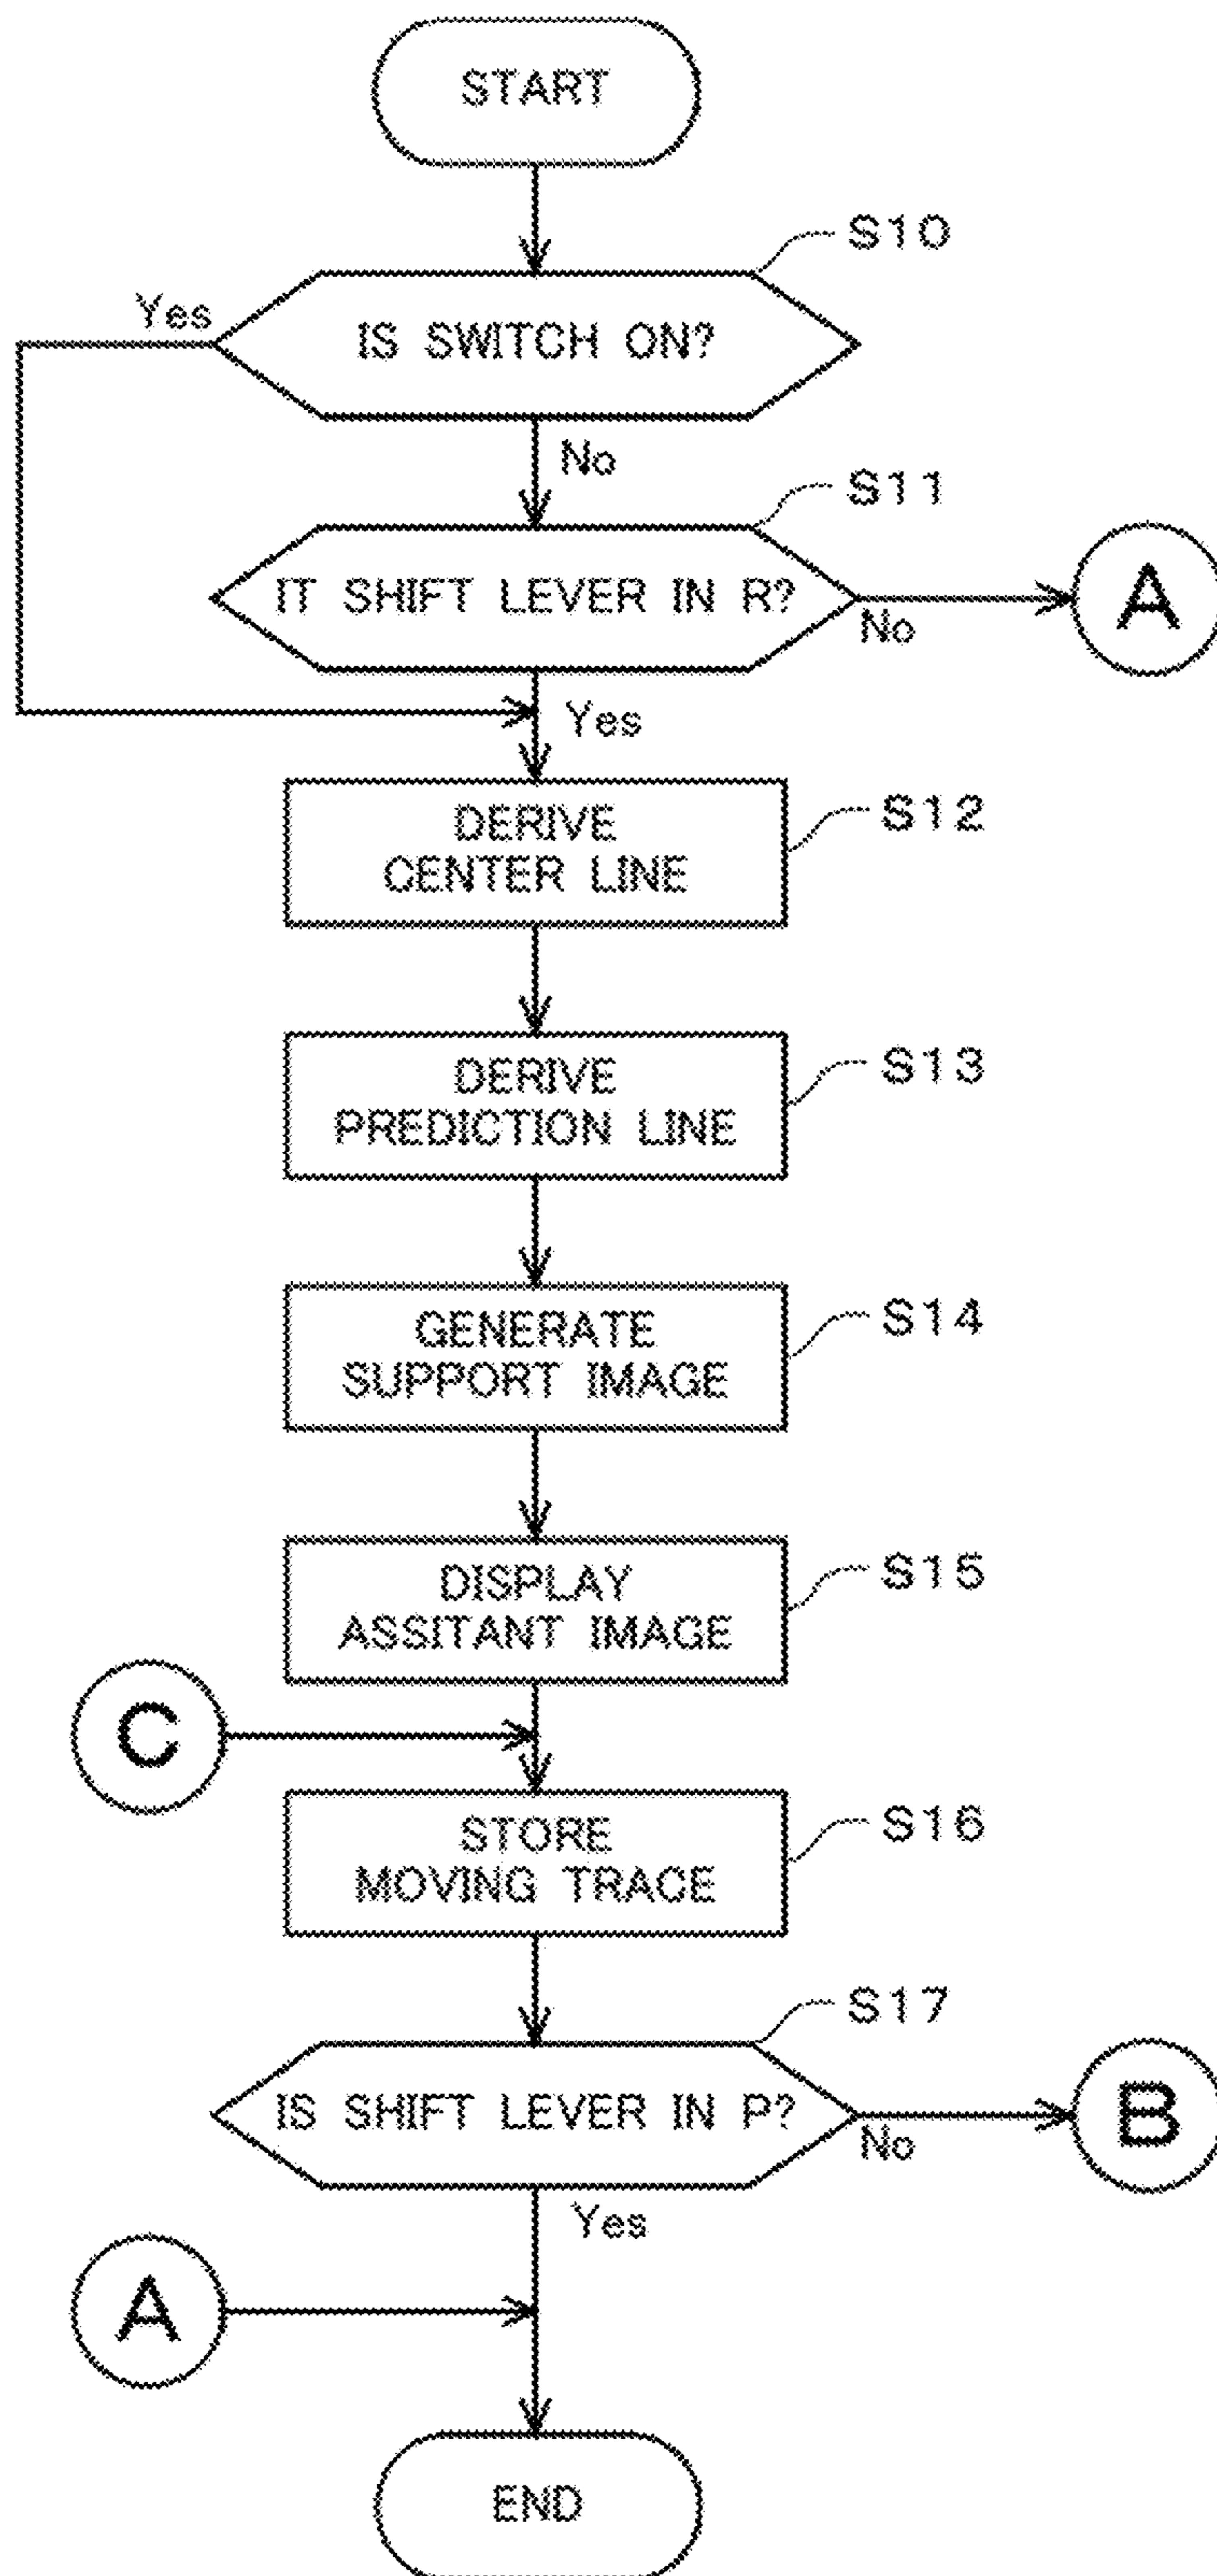 START
S10
Yes
IS SWITCH ON?
No
S11
IT SHIFT LEVER IN R?
No
A
Yes
DERIVE
CENTER LINE
S12
DERIVE
PREDICTION LINE
S13
GENERATE
SUPPORT IMAGE
S14
DISPLAY
ASSITANT IMAGE
S15
C
STORE
MOVING TRACE
S16
S17
IS SHIFT LEVER IN P?
No
B
Yes
A
END